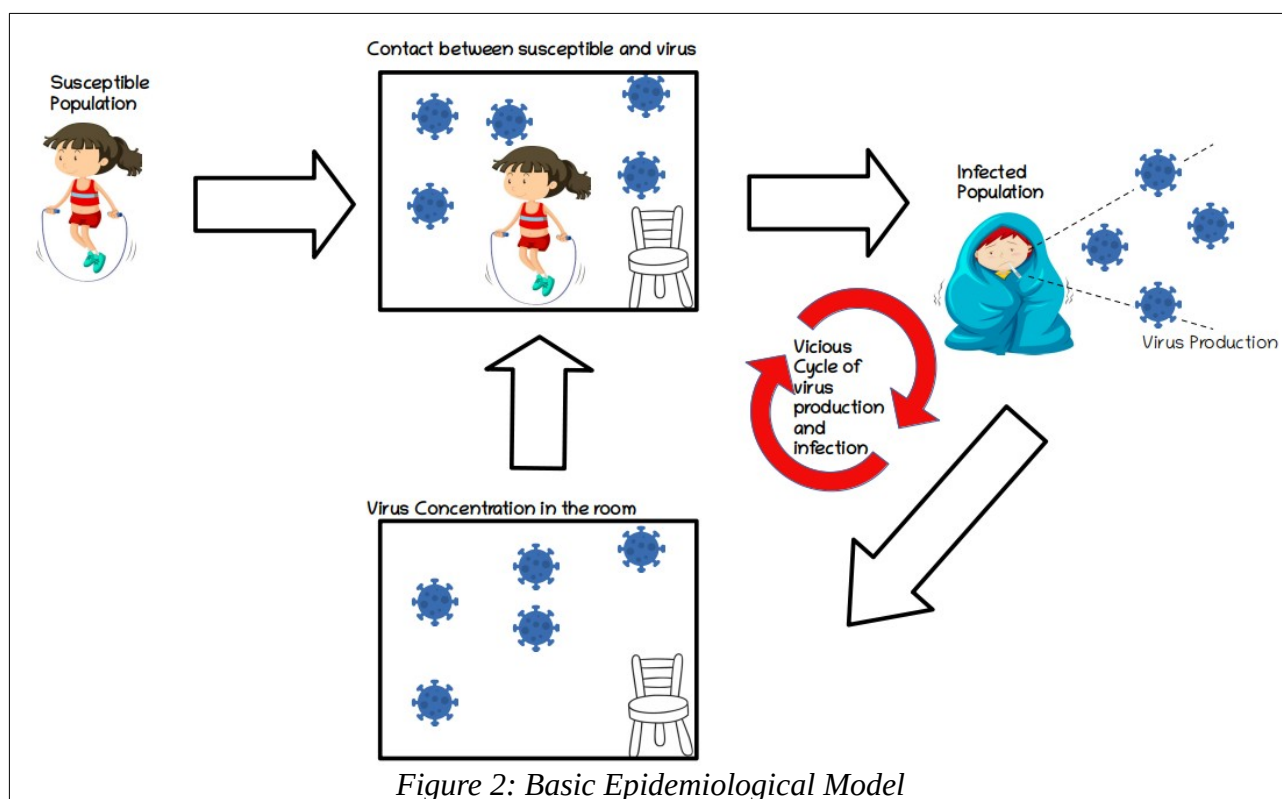 Contact between susceptible and virus
Susceptible
Population
Infected
Population
Virus Production
Vicious
Cycle of
virus
production
and
infection
Virus Concentration in the room
Figure 2: Basic Epidemiological Model